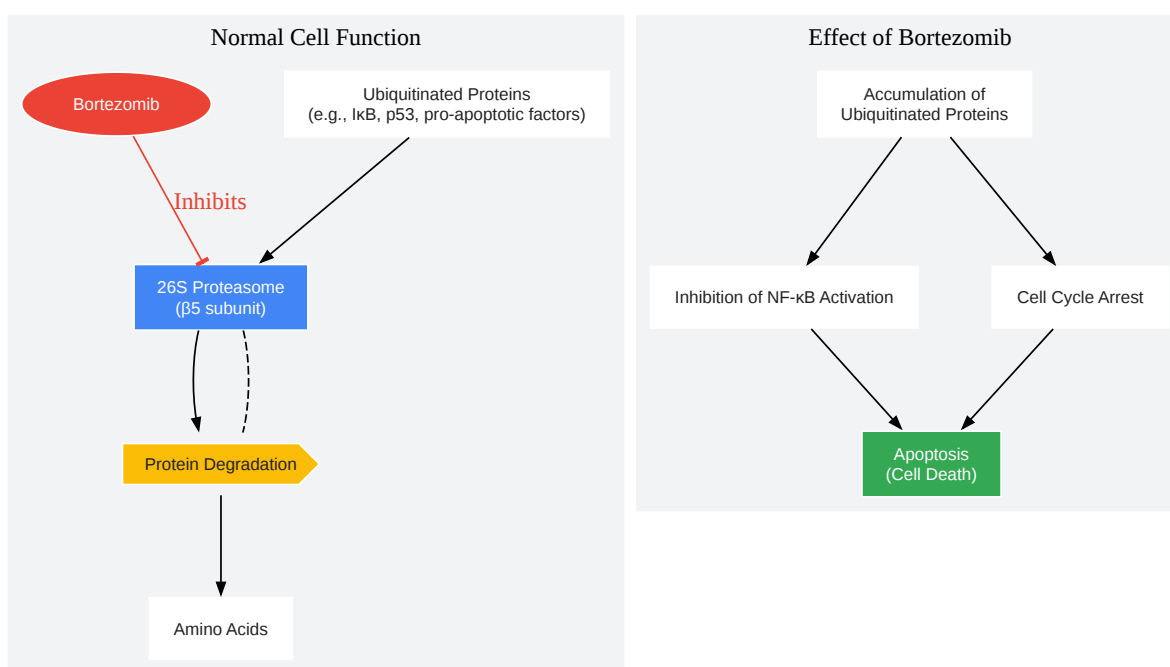 Normal Cell Function
Bortezomib
Ubiquitinated Proteins
(e.g., IκB, p53, pro-apoptotic factors)
Inhibits
26S Proteasome
(β5 subunit)
Protein Degradation
Amino Acids
Effect of Bortezomib
Accumulation of
Ubiquitinated Proteins
Inhibition of NF-κB Activation
Cell Cycle Arrest
Apoptosis
(Cell Death)